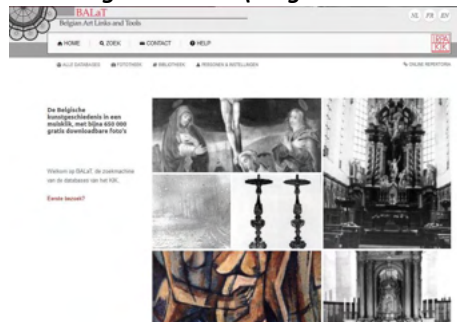 BALaT
Belgian Art Links and Tools
NL FR EN
HOME ZOEK CONTACT HELP
ALLE DATABASES FOTOTHEEK BIBLIOTHEEK PERSONEN & INSTELLINGEN ONLINE REPERTORIA
De Belgische
kunstgeschiedenis in een
muisklik, met bijna 650 000
gratis downloadbare foto's
Welkom op BALaT, de zoekmachine
van de databases van het KIK.
Eerste bezoek?